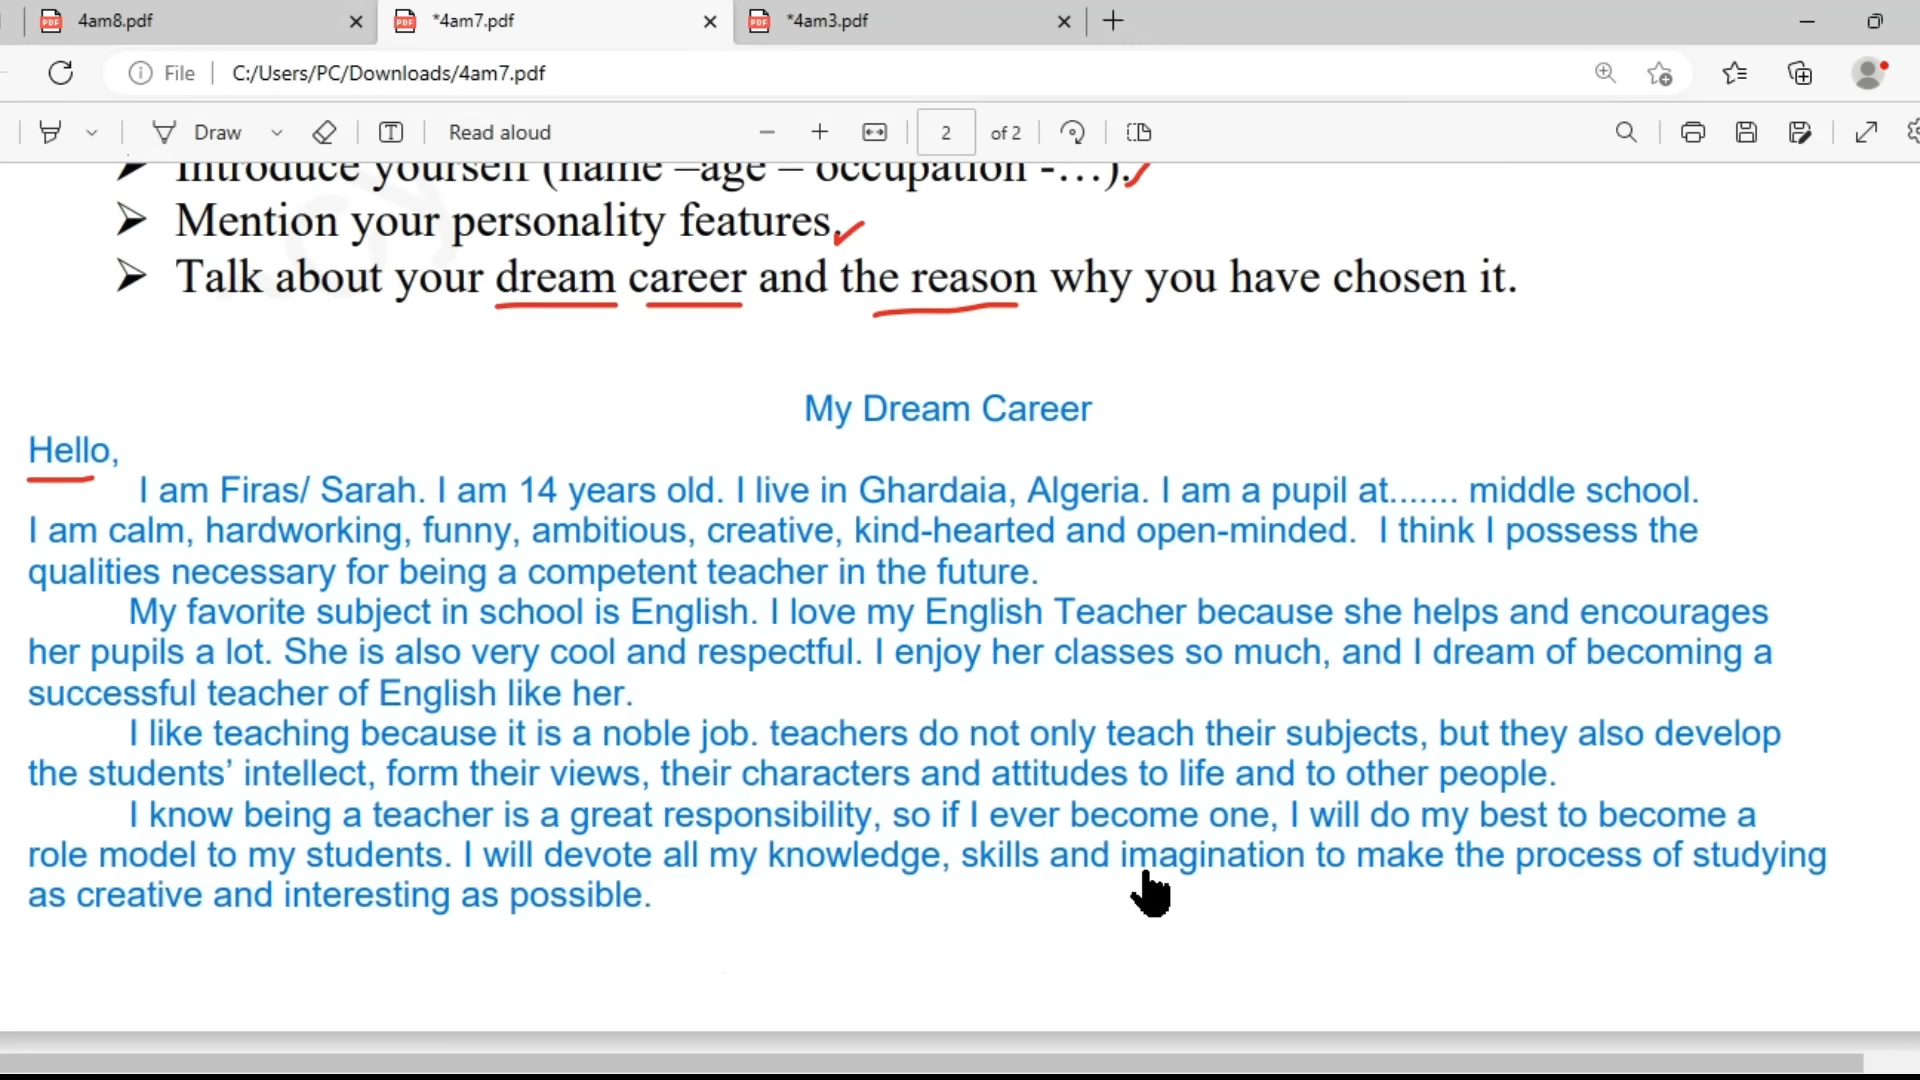 4am8.pdf
*4am7.pdf
*4am3.pdf
File
C:/Users/PC/Downloads/4am7.pdf
Draw
Read aloud
2
of 2
Introduce yourself (name –age – occupation -…).
Mention your personality features.
Talk about your dream career and the reason why you have chosen it.
My Dream Career
Hello,
I am Firas/ Sarah. I am 14 years old. I live in Ghardaia, Algeria. I am a pupil at....... middle school.
I am calm, hardworking, funny, ambitious, creative, kind-hearted and open-minded.  I think I possess the
qualities necessary for being a competent teacher in the future.
My favorite subject in school is English. I love my English Teacher because she helps and encourages
her pupils a lot. She is also very cool and respectful. I enjoy her classes so much, and I dream of becoming a
successful teacher of English like her.
I like teaching because it is a noble job. teachers do not only teach their subjects, but they also develop
the students’ intellect, form their views, their characters and attitudes to life and to other people.
I know being a teacher is a great responsibility, so if I ever become one, I will do my best to become a
role model to my students. I will devote all my knowledge, skills and imagination to make the process of studying
as creative and interesting as possible.